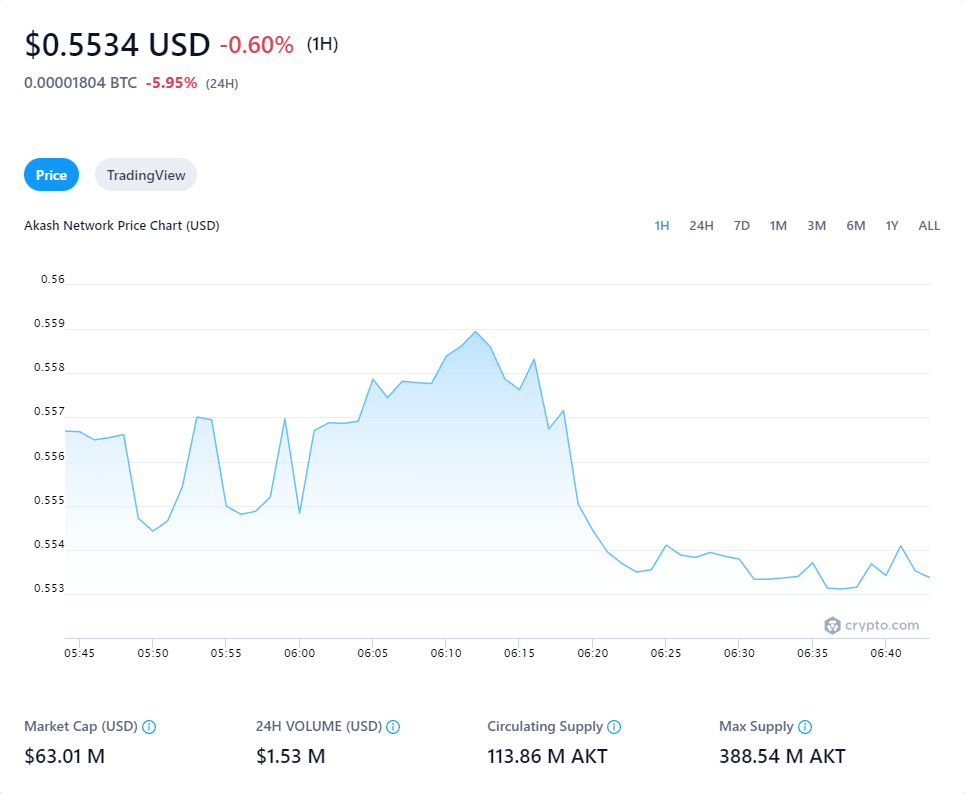 $0.5534 USD -0.60% (1H)
0.00001804 BTC -5.95% (24H)
Price TradingView
Akash Network Price Chart (USD) 1H 24H 7D 1M 3M 6M 1Y ALL
0.56
0.559
0.558
0.557
0.556
0.555
0.554
0.553
crypto.com
05:45 05:50 05:55 06:00 06:05 06:10 06:15 06:20 06:25 06:30 06:35 06:40
Market Cap (USD) 24H VOLUME (USD) Circulating Supply Max Supply
$63.01 M $1.53 M 113.86 M AKT 388.54 M AKT